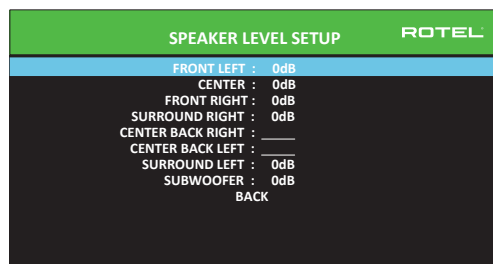 SPEAKER LEVEL SETUP
ROTEL
FRONT LEFT : 0dB
CENTER : 0dB
FRONT RIGHT : 0dB
SURROUND RIGHT : 0dB
CENTER BACK RIGHT : _____
CENTER BACK LEFT : _____
SURROUND LEFT : 0dB
SUBWOOFER : 0dB
BACK